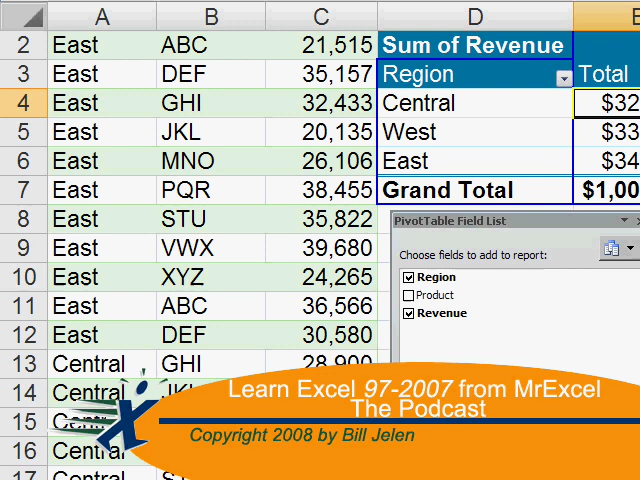 A B C D E
2 East ABC 21,515 Sum of Revenue
3 East DEF 35,157 Region Total
4 East GHI 32,433 Central $32
5 East JKL 20,135 West $33
6 East MNO 26,106 East $34
7 East PQR 38,455 Grand Total $1,00
8 East STU 35,822
PivotTable Field List
9 East VWX 39,680
Choose fields to add to report:
10 East XYZ 24,265
Region
Product
11 East ABC 36,566
Revenue
12 East DEF 30,580
13 Central GHI 28,900
14 Central JKL
Learn Excel 97-2007 from MrExcel
The Podcast
15 Central
Copyright 2008 by Bill Jelen
16 Central
17 Central